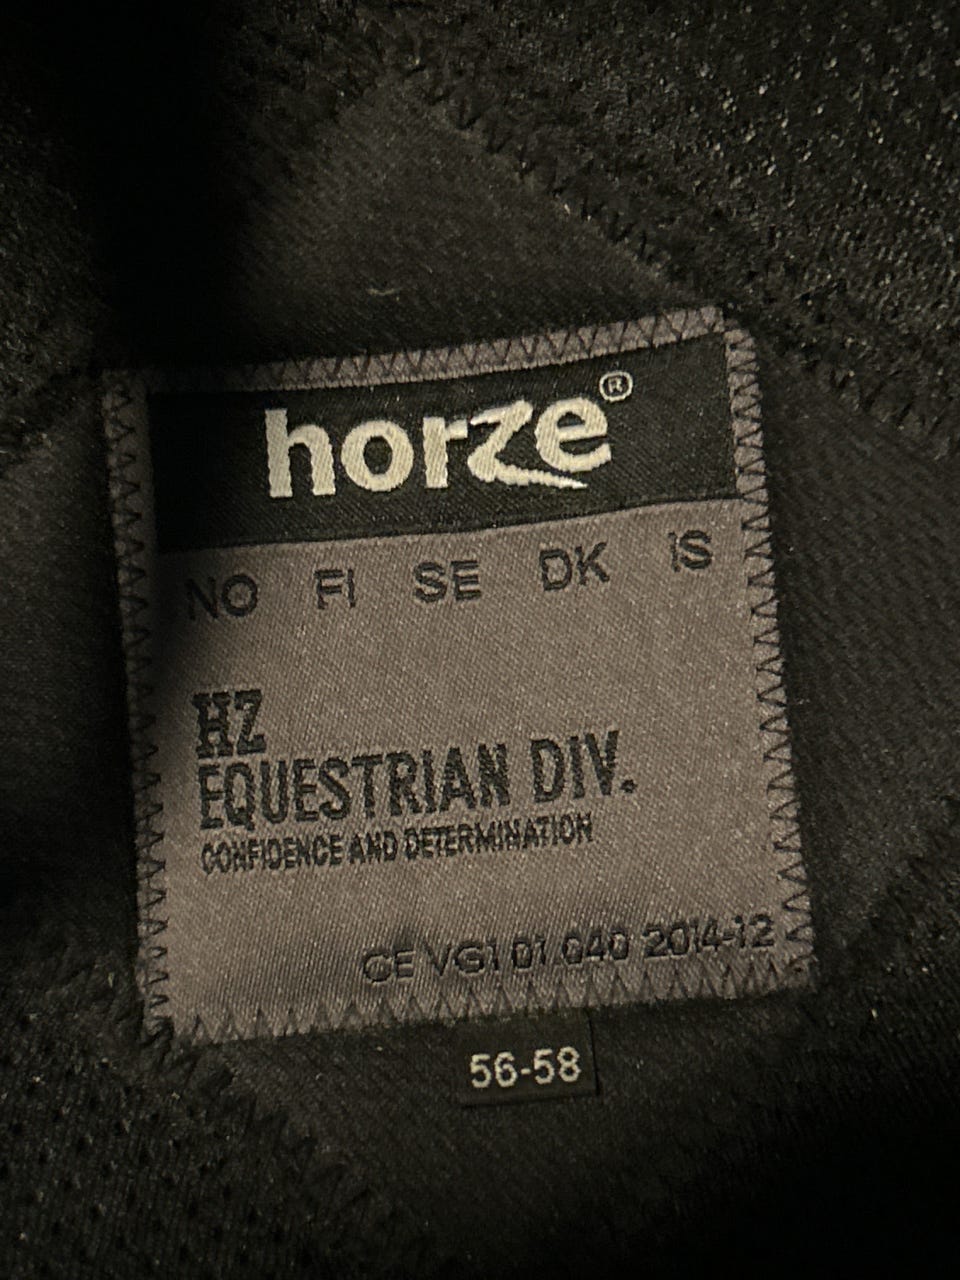 horze®
NO FI SE DK IS
HZ
EQUESTRIAN DIV.
CONFIDENCE AND DETERMINATION
CE VG1 01.040 2014-12
56-58